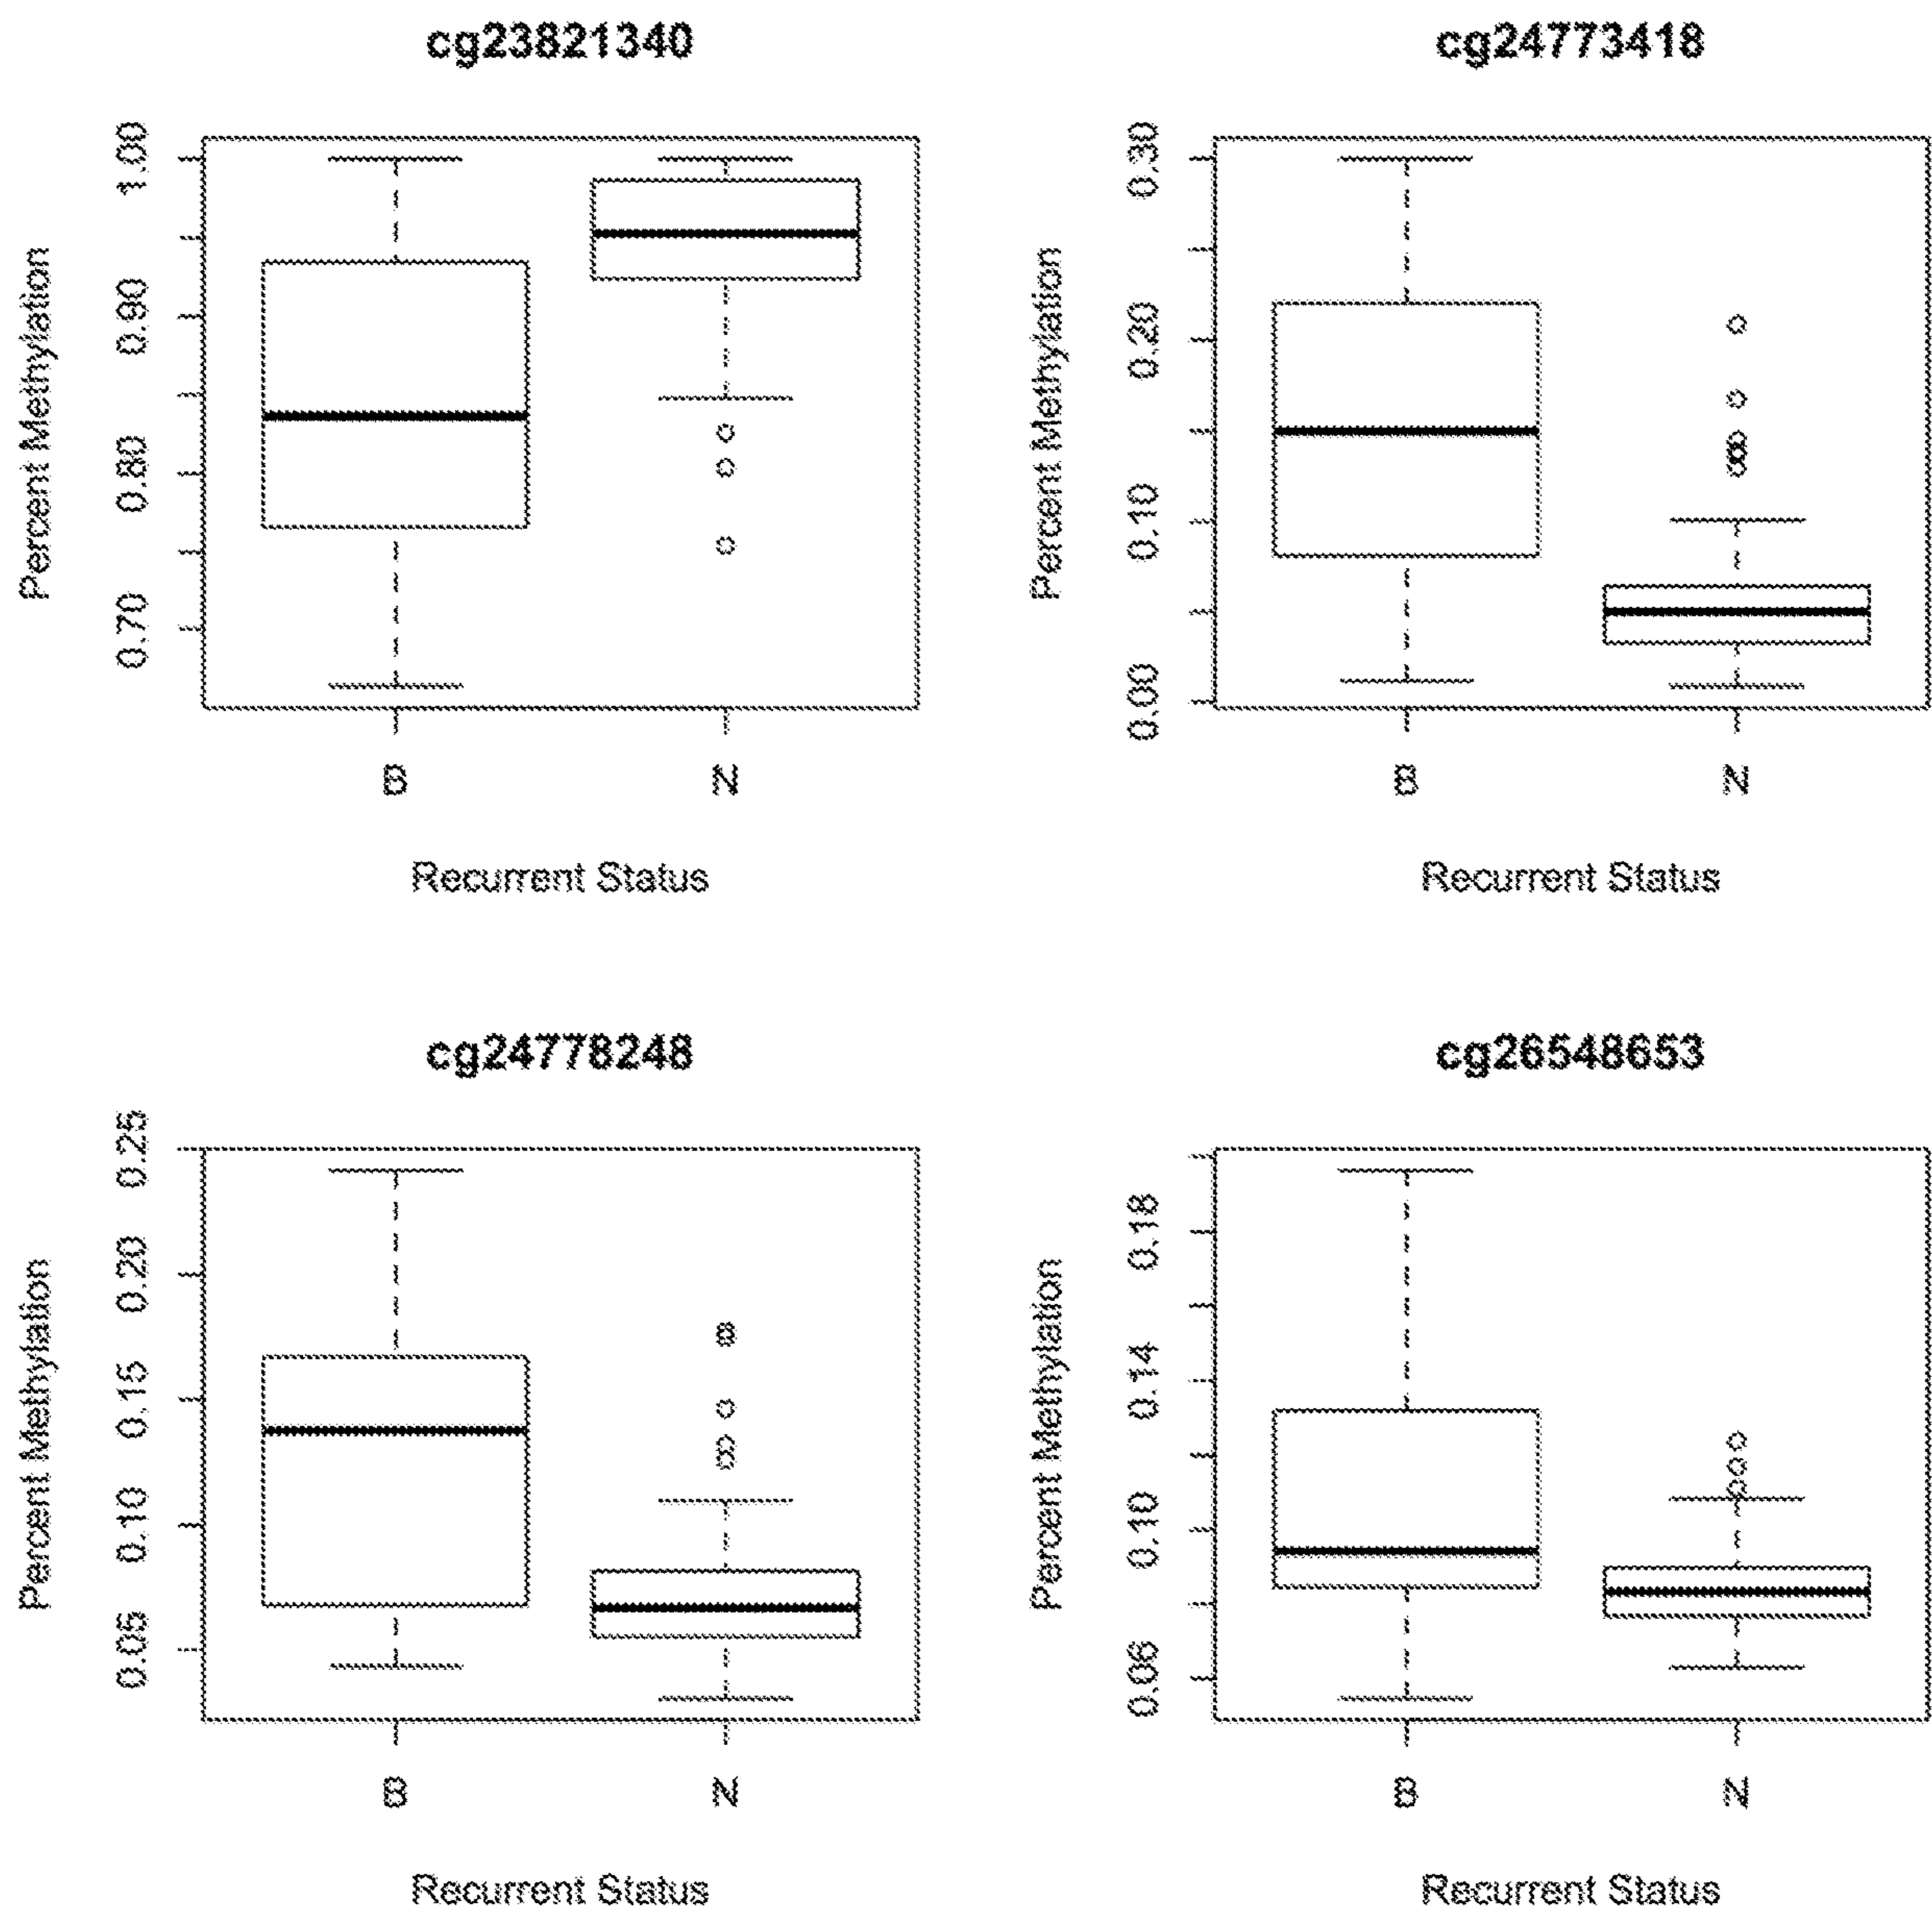 cg23821340
Percent Methylation
1.00
0.90
0.80
0.70
B
N
Recurrent Status
cg24773418
Percent Methylation
0.30
0.20
0.10
0.00
B
N
Recurrent Status
cg24778248
Percent Methylation
0.25
0.20
0.15
0.10
0.05
B
N
Recurrent Status
cg26548653
Percent Methylation
0.18
0.14
0.10
0.06
B
N
Recurrent Status